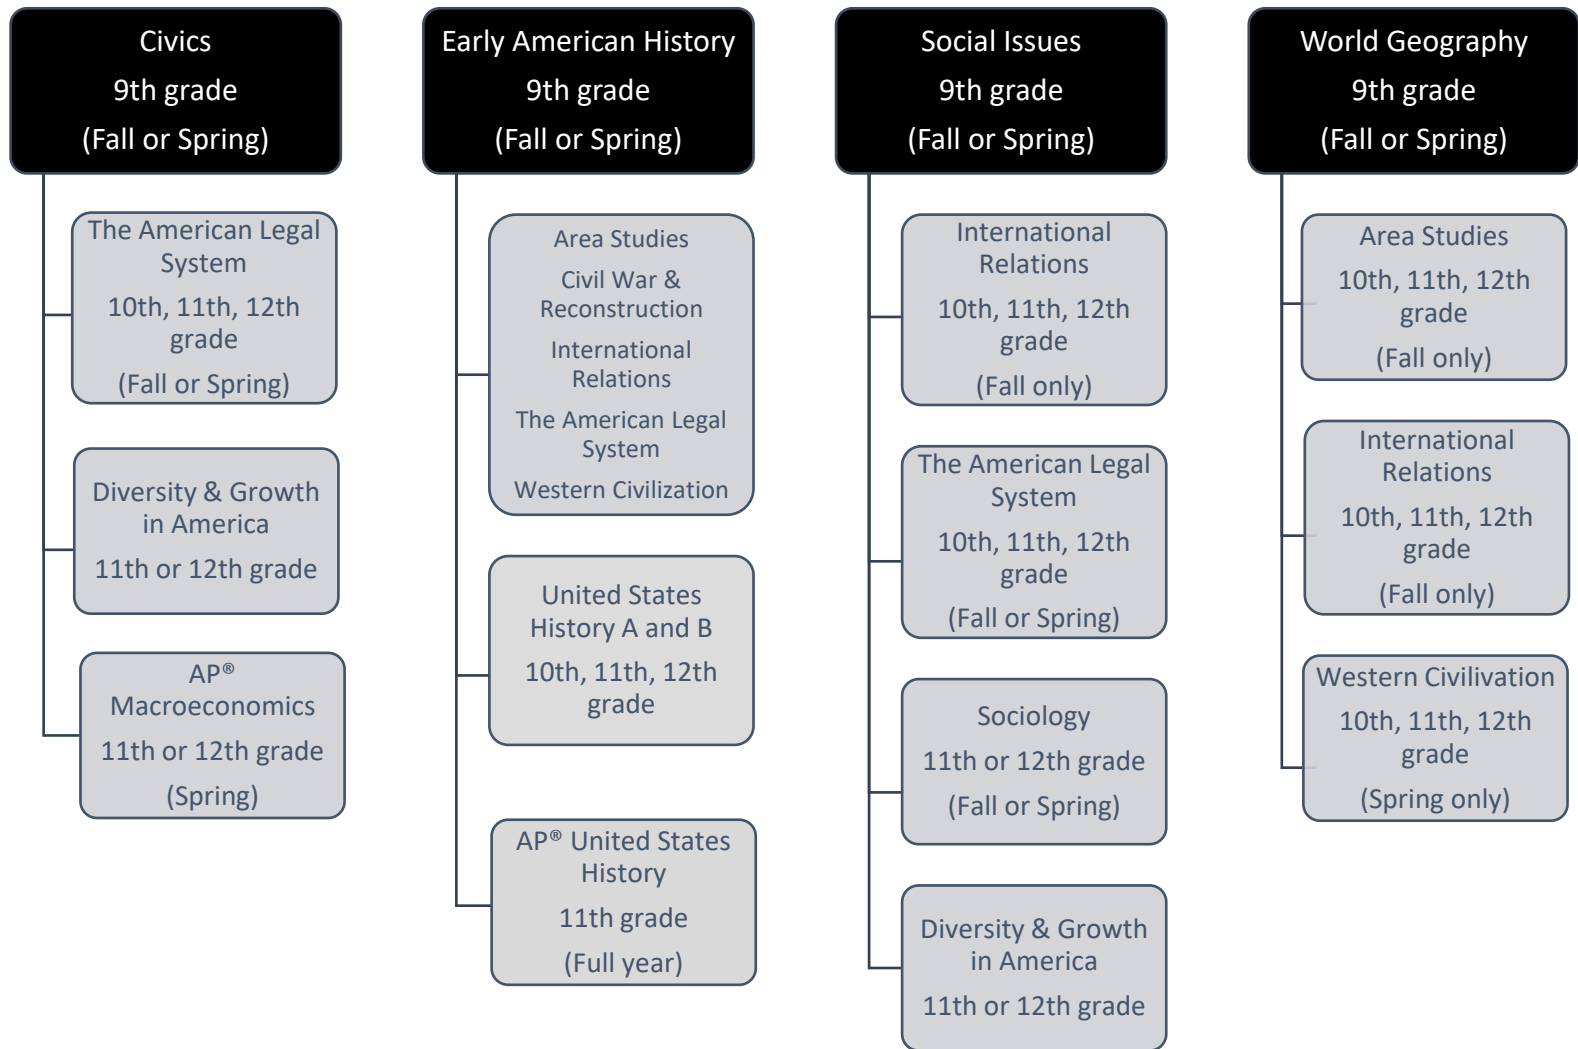 Civics
9th grade
(Fall or Spring)
The American Legal
System
10th, 11th, 12th
grade
(Fall or Spring)
Diversity & Growth
in America
11th or 12th grade
AP®
Macroeconomics
11th or 12th grade
(Spring)
Early American History
9th grade
(Fall or Spring)
Area Studies
Civil War &
Reconstruction
International
Relations
The American Legal
System
Western Civilization
United States
History A and B
10th, 11th, 12th
grade
AP® United States
History
11th grade
(Full year)
Social Issues
9th grade
(Fall or Spring)
International
Relations
10th, 11th, 12th
grade
(Fall only)
The American Legal
System
10th, 11th, 12th
grade
(Fall or Spring)
Sociology
11th or 12th grade
(Fall or Spring)
Diversity & Growth
in America
11th or 12th grade
World Geography
9th grade
(Fall or Spring)
Area Studies
10th, 11th, 12th
grade
(Fall only)
International
Relations
10th, 11th, 12th
grade
(Fall only)
Western Civilivation
10th, 11th, 12th
grade
(Spring only)